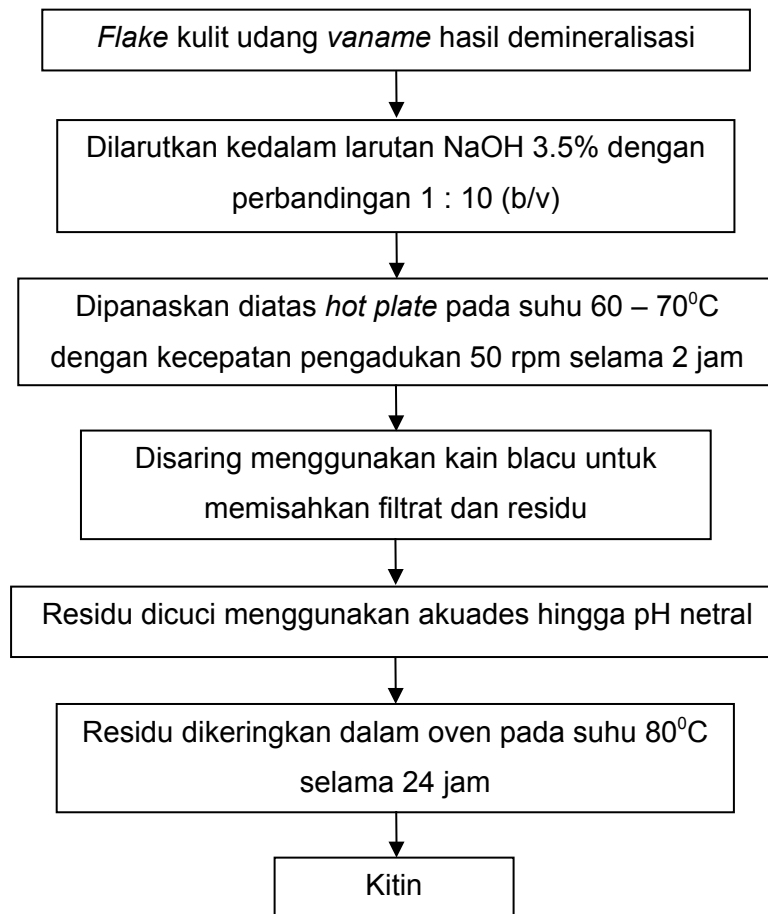 Flake kulit udang vaname hasil demineralisasi
Dilarutkan kedalam larutan NaOH 3.5% dengan
perbandingan 1 : 10 (b/v)
Dipanaskan diatas hot plate pada suhu 60 – 70⁰C
dengan kecepatan pengadukan 50 rpm selama 2 jam
Disaring menggunakan kain blacu untuk
memisahkan filtrat dan residu
Residu dicuci menggunakan akuades hingga pH netral
Residu dikeringkan dalam oven pada suhu 80⁰C
selama 24 jam
Kitin